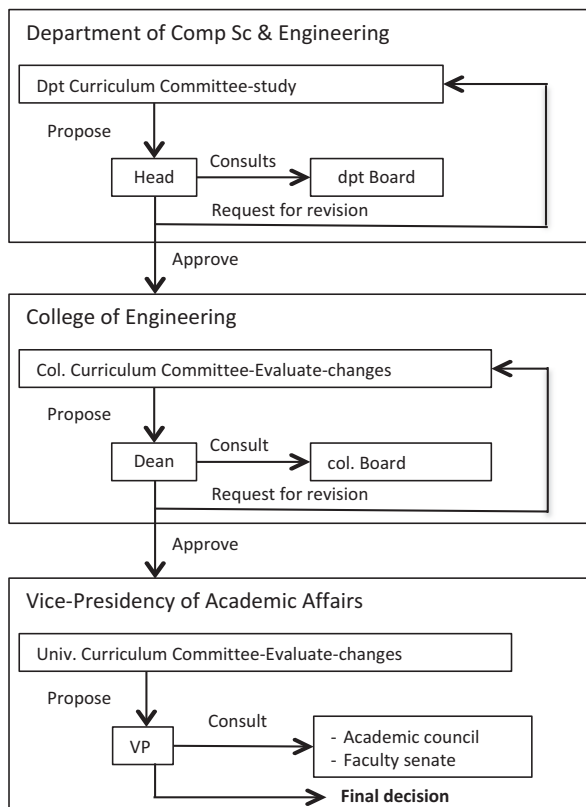 Department of Comp Sc & Engineering
Dpt Curriculum Committee-study
Propose
Consults
Head
dpt Board
Request for revision
Approve
College of Engineering
Col. Curriculum Committee-Evaluate-changes
Propose
Consult
Dean
col. Board
Request for revision
Approve
Vice-Presidency of Academic Affairs
Univ. Curriculum Committee-Evaluate-changes
Propose
Consult
VP
- Academic council
- Faculty senate
Final decision